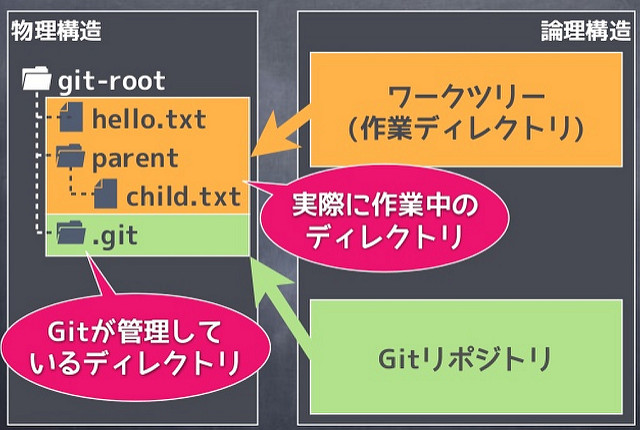 物理構造
git-root
hello.txt
parent
child.txt
.git
Gitが管理して
いるディレクトリ
実際に作業中の
ディレクトリ
論理構造
ワークツリー
(作業ディレクトリ)
Gitリポジトリ